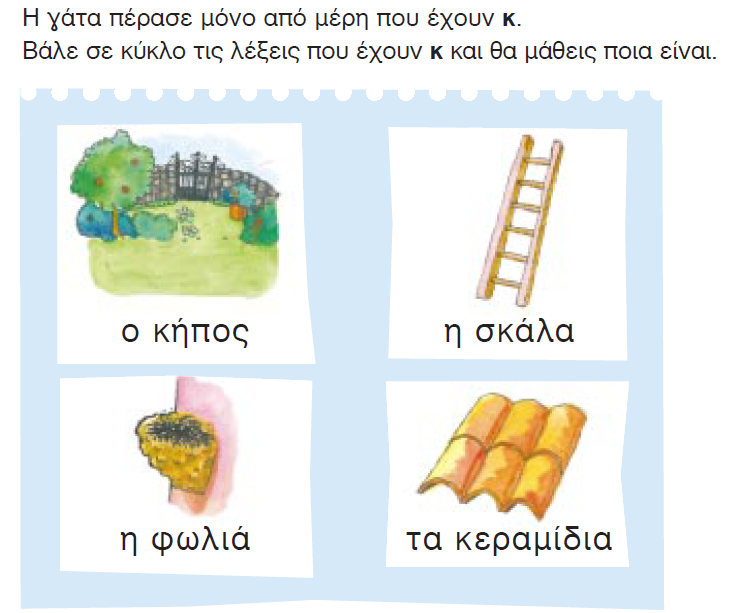 Η γάτα πέρασε μόνο από μέρη που έχουν κ.
Βάλε σε κύκλο τις λέξεις που έχουν κ και θα μάθεις ποια είναι.
ο κήπος
η σκάλα
η φωλιά
τα κεραμίδια